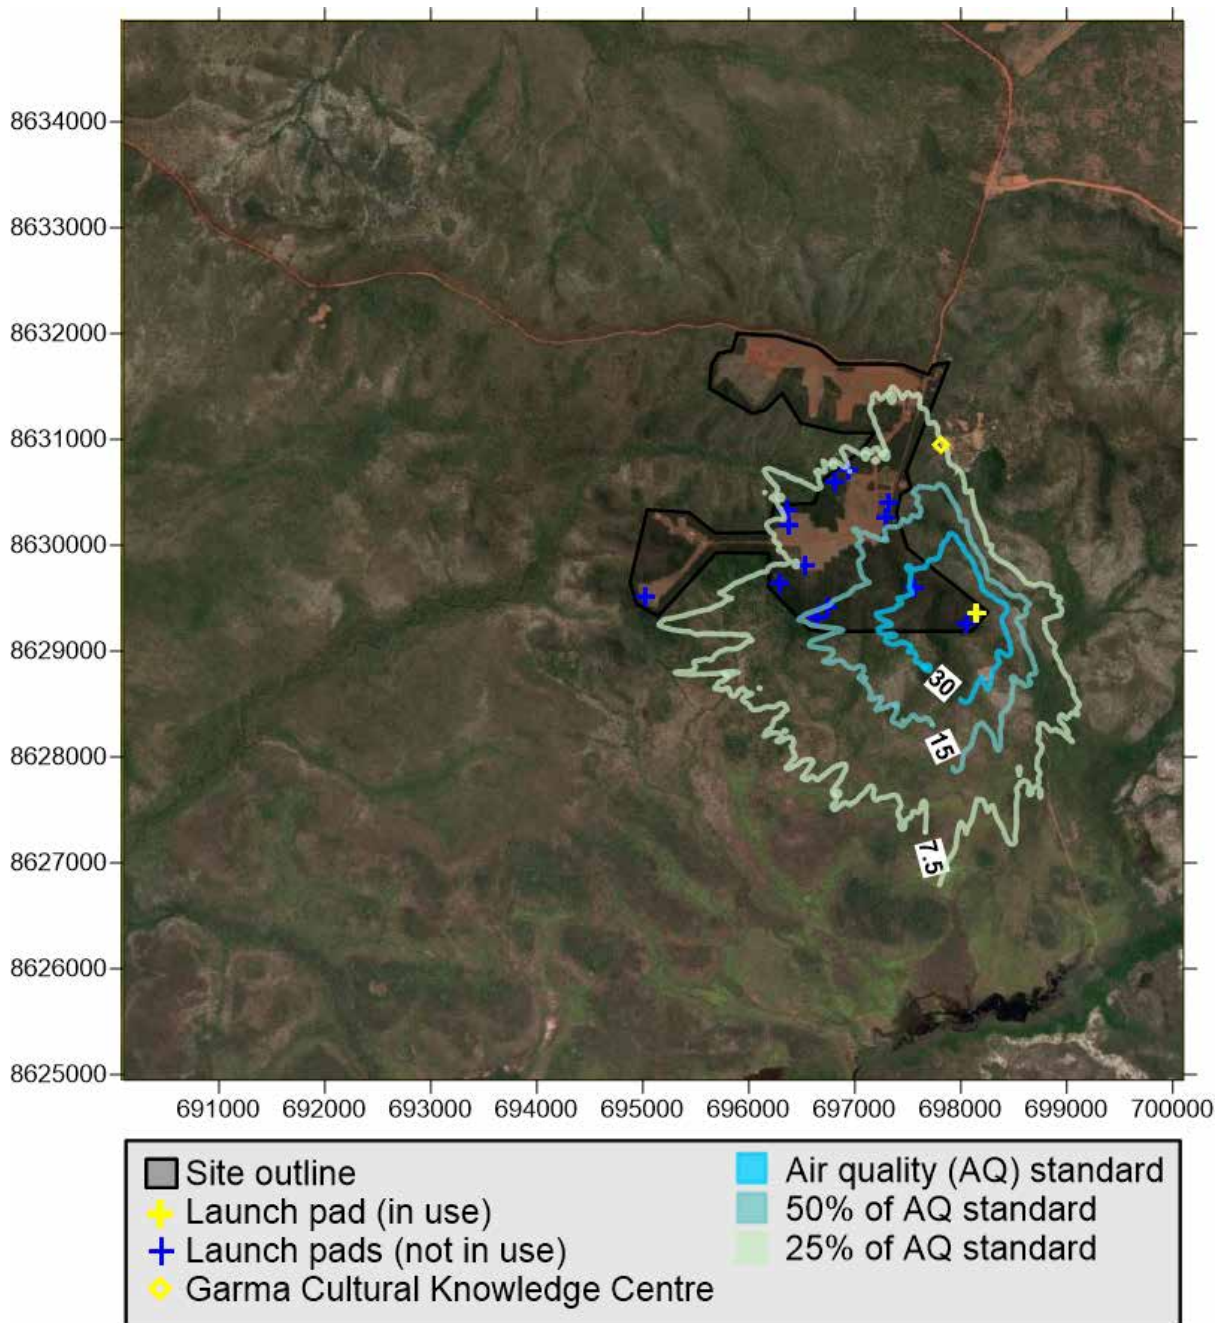 8634000
8633000
8632000
8631000
8630000
8629000
8628000
8627000
8626000
8625000
30
15
7.5
691000 692000 693000 694000 695000 696000 697000 698000 699000 700000
Site outline
Launch pad (in use)
Launch pads (not in use)
Garma Cultural Knowledge Centre
Air quality (AQ) standard
50% of AQ standard
25% of AQ standard